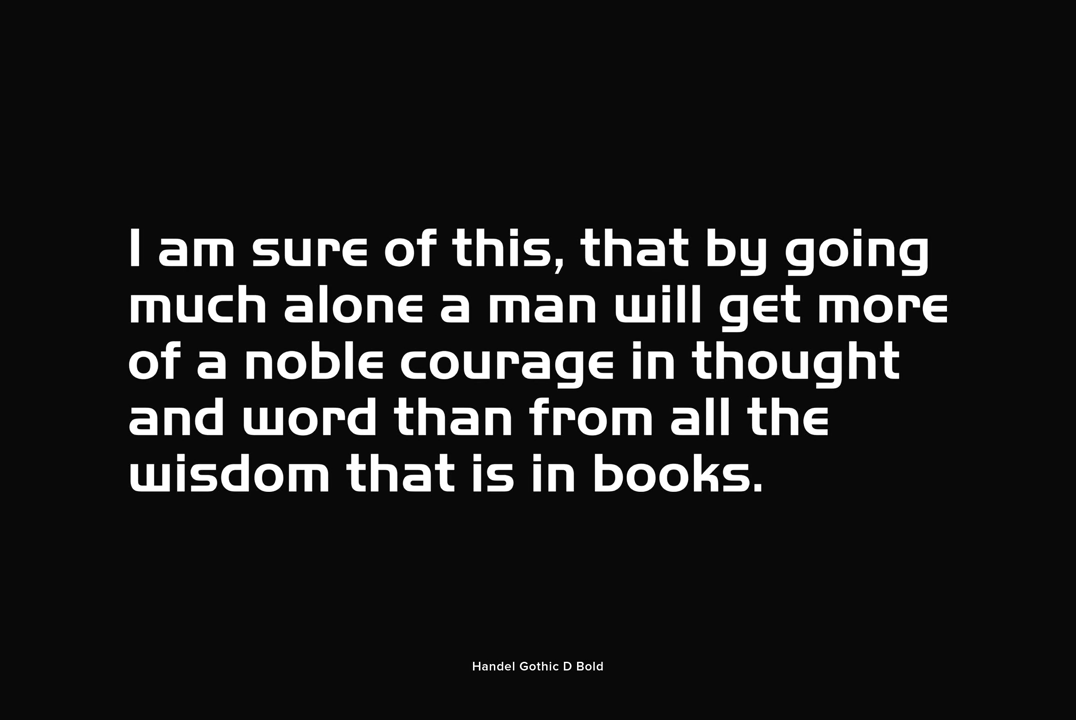 I am sure of this, that by going
much alone a man will get more
of a noble courage in thought
and word than from all the
wisdom that is in books.
Handel Gothic D Bold